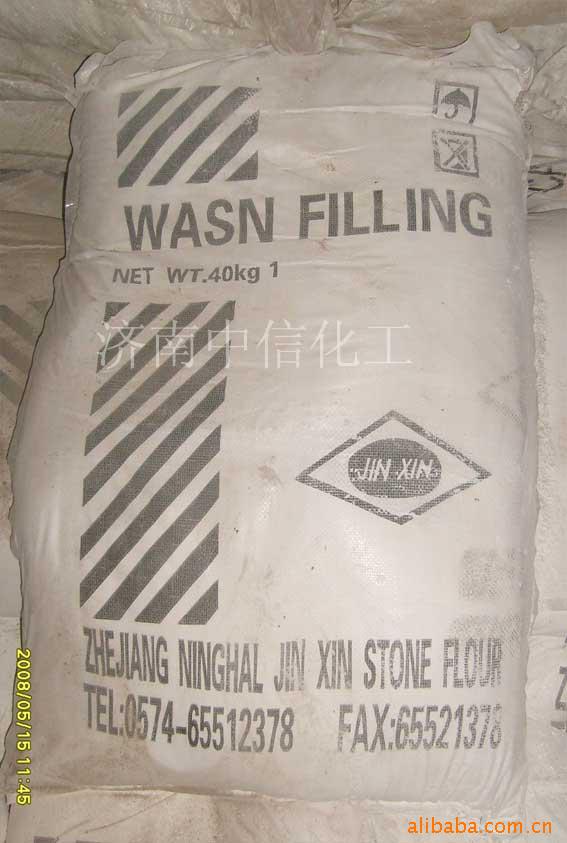 WASN FILLING
NET WT.40kg 1
济南中信化工
JIN XIN
ZHEJIANG NINGHAL JIN XIN STONE FLOUR
TEL:0574-65512378 FAX:65521378
2008/05/15 11:45
alibaba.com.cn